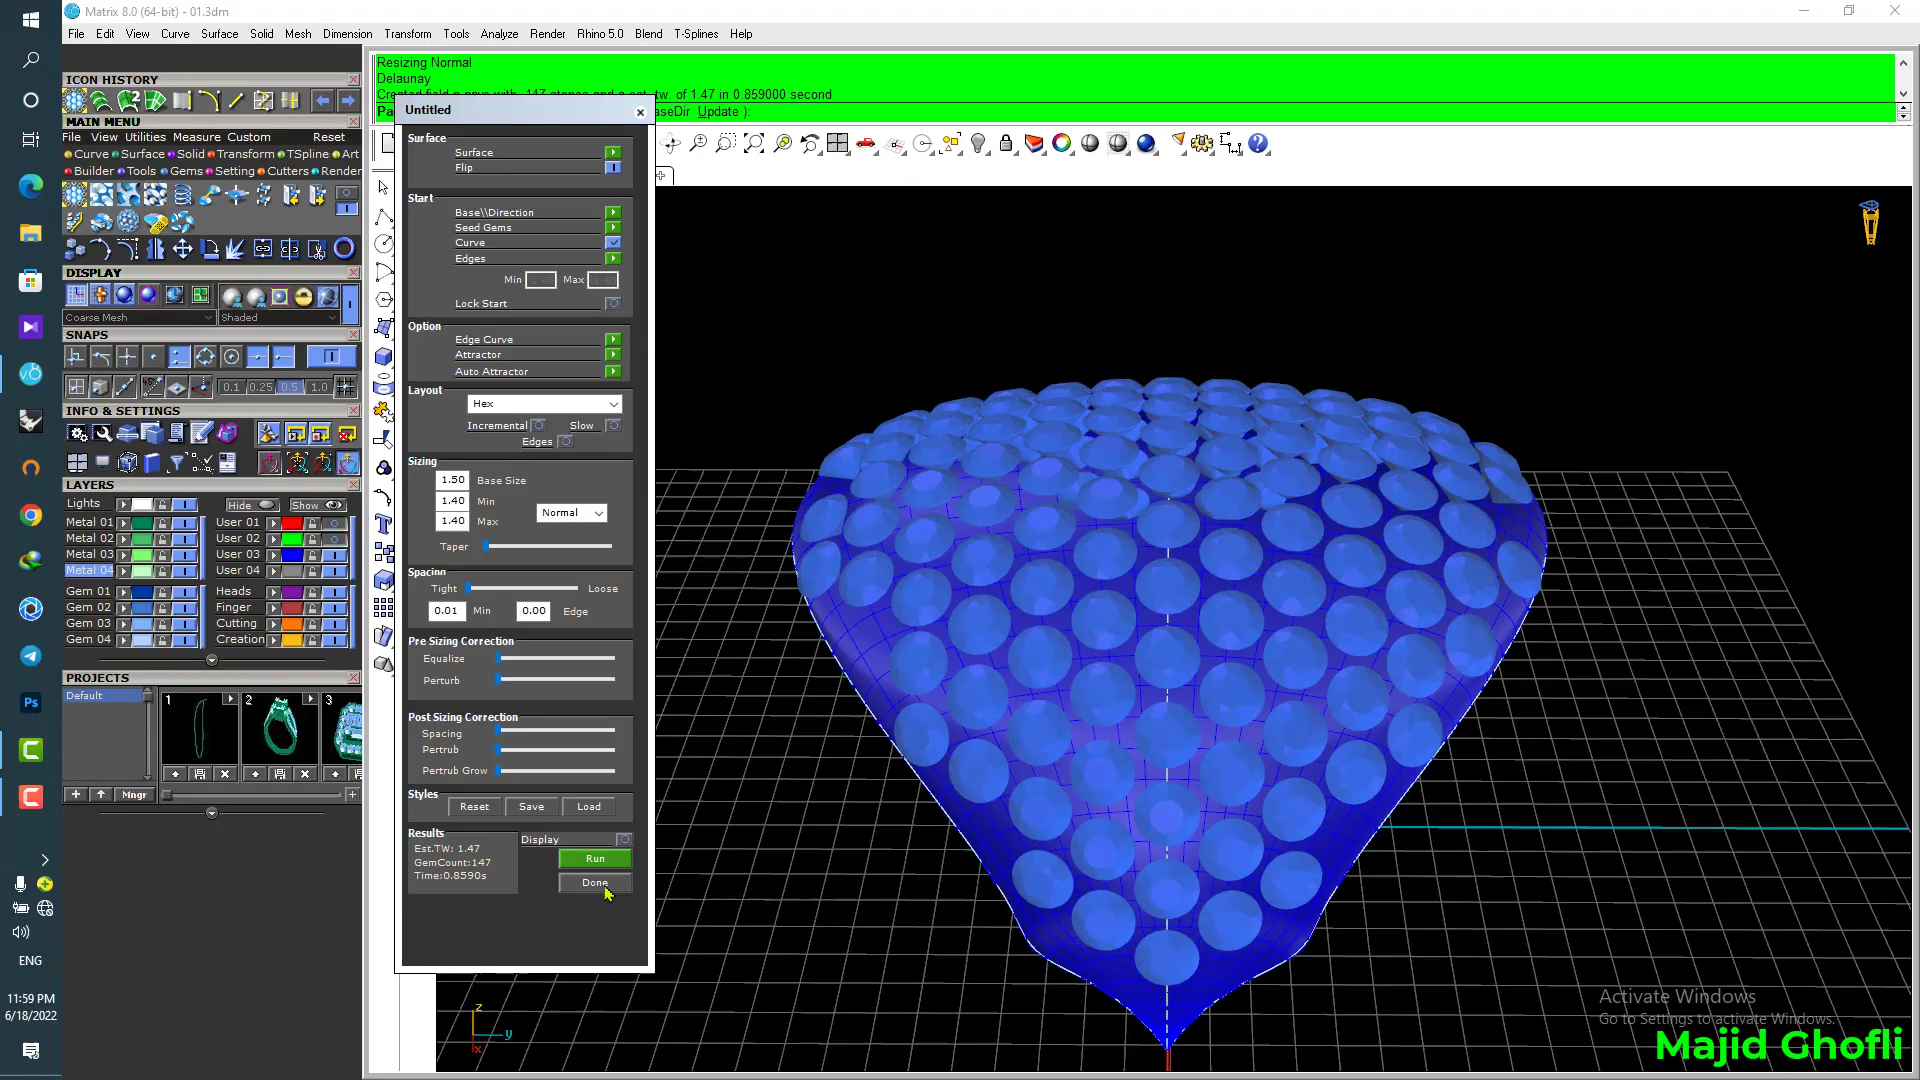 Matrix 8.0 (64-bit) - 01.3dm
File Edit View Curve Surface Solid Mesh Dimension Transform Tools Analyze Render Rhino 5.0 Blend T-Splines Help
Resizing Normal
Delaunay
aseDir Update ):
ICON HISTORY
MAIN MENU
File View Utilities Measure Custom Reset
Curve Surface Solid Transform TSpline Art
Builder Tools Gems Setting Cutters Render
DISPLAY
Coarse Mesh Shaded
SNAPS
0.1 0.25 0.5 1.0
INFO & SETTINGS
LAYERS
Lights Hide Show
Metal 01 User 01
Metal 02 User 02
Metal 03 User 03
Metal 04 User 04
Gem 01 Heads
Gem 02 Finger
Gem 03 Cutting
Gem 04 Creation
PROJECTS
Default
1 2 3
Mngr
Untitled
Surface
Surface
Flip
Start
Base\\Direction
Seed Gems
Curve
Edges
Min Max
Lock Start
Option
Edge Curve
Attractor
Auto Attractor
Layout
Hex
Incremental Slow
Edges
Sizing
1.50 Base Size
1.40 Min
1.40 Max
Normal
Taper
Spacing
Tight Loose
0.01 Min 0.00 Edge
Pre Sizing Correction
Equalize
Perturb
Post Sizing Correction
Spacing
Pertrub
Pertrub Grow
Styles
Reset Save Load
Results
Display
Est.TW: 1.47
GemCount:147
Time:0.8590s
Run
Done
z
y
x
Ps
ENG
11:59 PM
6/18/2022
Activate Windows
Go to Settings to activate Windows.
Majid Ghofli